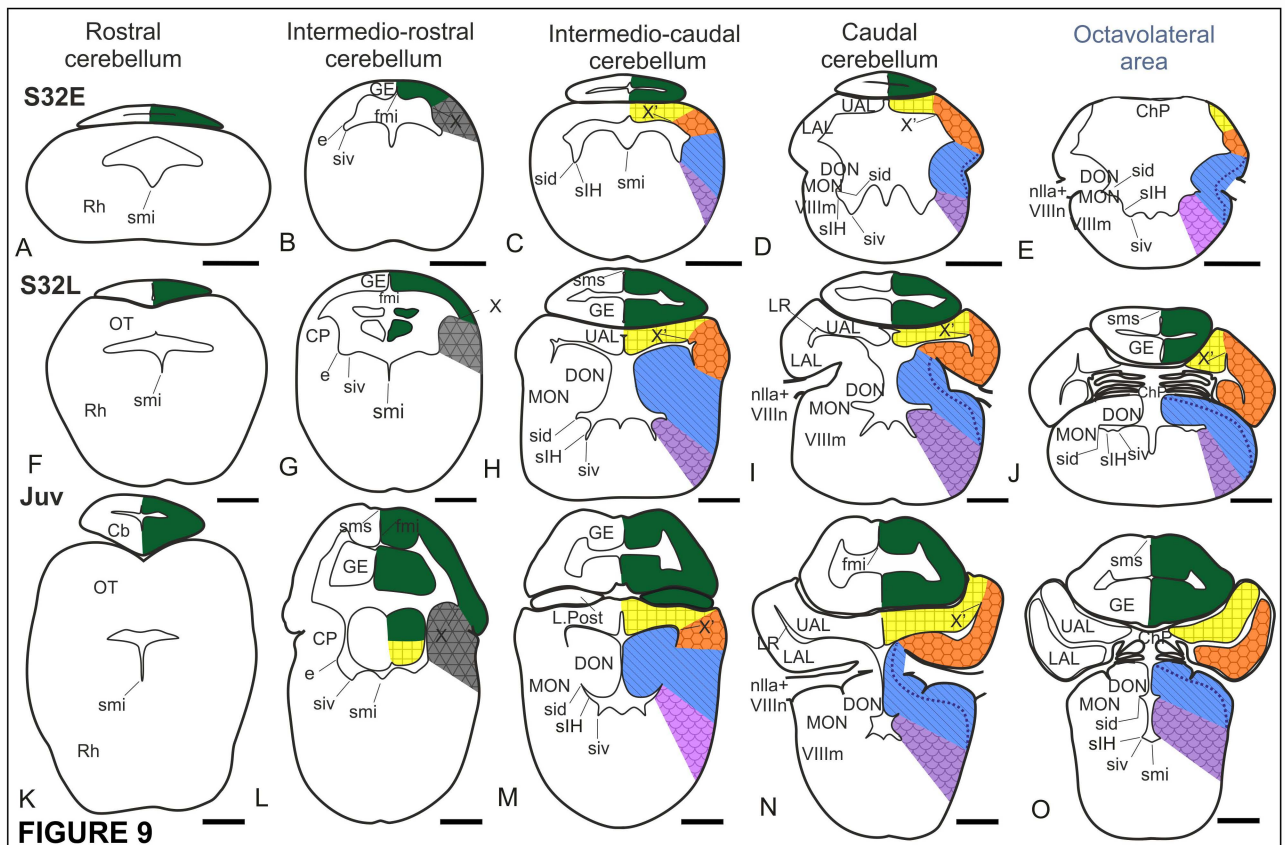 Rostral
cerebellum
Intermedio-rostral
cerebellum
Intermedio-caudal
cerebellum
Caudal
cerebellum
Octavolateral
area
S32E
Rh
smi
A
GE
fmi
X
e
siv
B
X'
sid
sIH
smi
C
UAL
LAL
X'
DON
sid
MON
VIIIm
sIH
siv
D
ChP
DON
sid
nlla+
VIIIn
MON
sIH
VIIIm
siv
E
S32L
OT
smi
Rh
F
GE
fmi
X
CP
e
siv
smi
G
sms
GE
UAL
X'
DON
MON
sid
sIH
siv
H
LR
UAL
X'
LAL
nlla+
VIIIn
DON
MON
VIIIm
I
sms
GE
X'
ChP
DON
MON
sid
sIH
siv
J
Juv
Cb
OT
smi
Rh
K
sms
fmi
GE
CP
X
e
siv
smi
L
GE
L.Post
X'
DON
MON
sid
sIH
siv
M
fmi
X'
UAL
LR
LAL
nlla+
VIIIn
DON
MON
VIIIm
N
sms
GE
UAL
ChP
LAL
DON
MON
sid
sIH
siv
smi
O
FIGURE 9